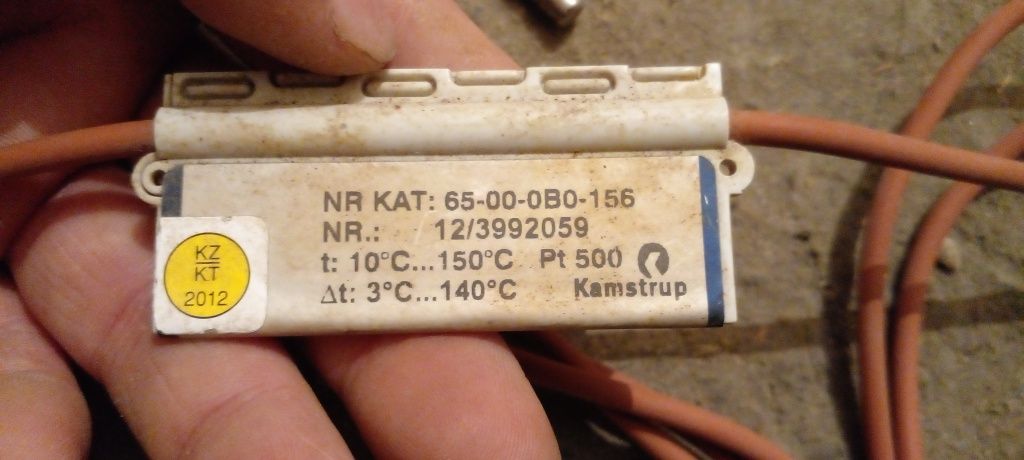 NR KAT: 65-00-0B0-156
NR.: 12/3992059
t: 10°C...150°C Pt 500
Δt: 3°C...140°C Kamstrup
KZ
KT
2012